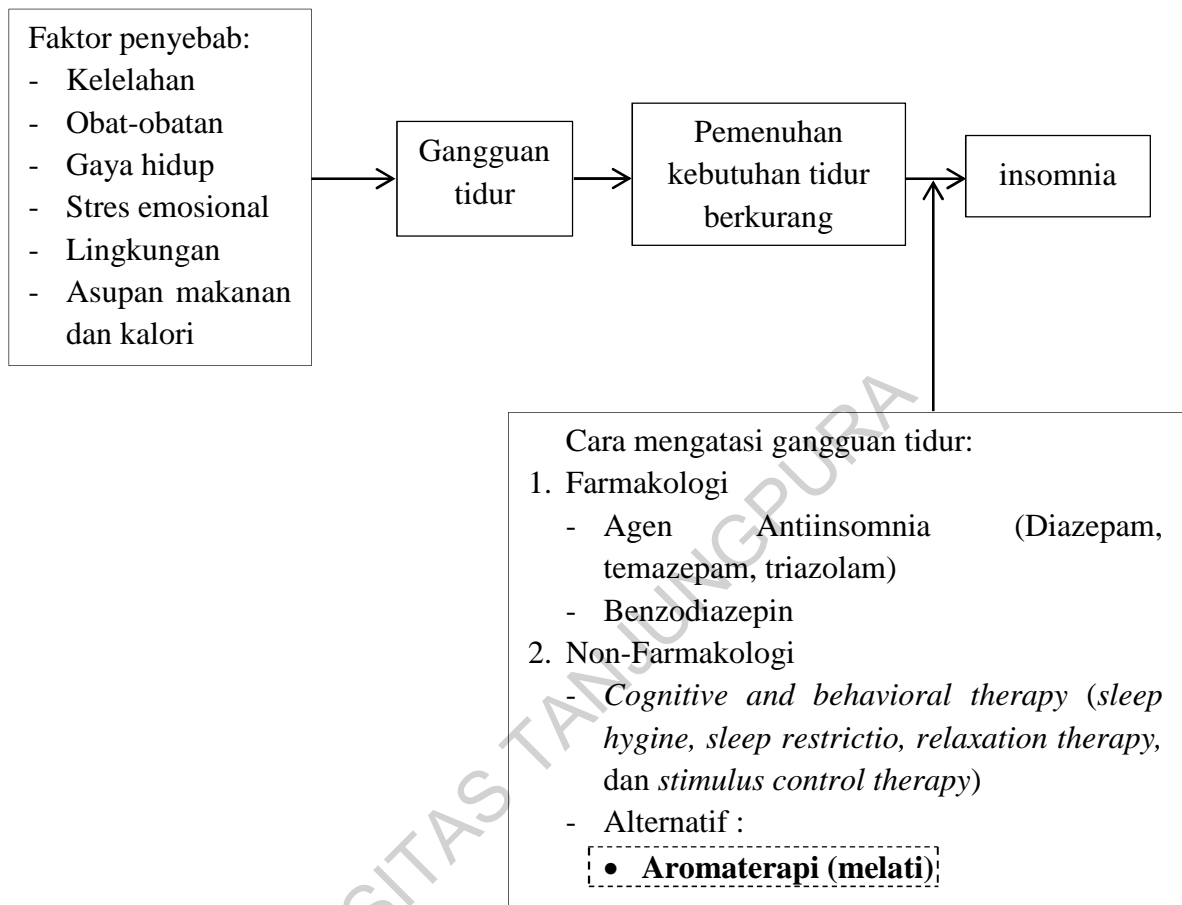 Faktor penyebab:
- Kelelahan
- Obat-obatan
- Gaya hidup
- Stres emosional
- Lingkungan
- Asupan makanan
dan kalori
Gangguan
tidur
Pemenuhan
kebutuhan tidur
berkurang
insomnia
Cara mengatasi gangguan tidur:
1. Farmakologi
- Agen Antiinsomnia (Diazepam,
temazepam, triazolam)
- Benzodiazepin
2. Non-Farmakologi
- Cognitive and behavioral therapy (sleep
hygine, sleep restrictio, relaxation therapy,
dan stimulus control therapy)
- Alternatif :
• Aromaterapi (melati)
SITAS TANJUNGPURA